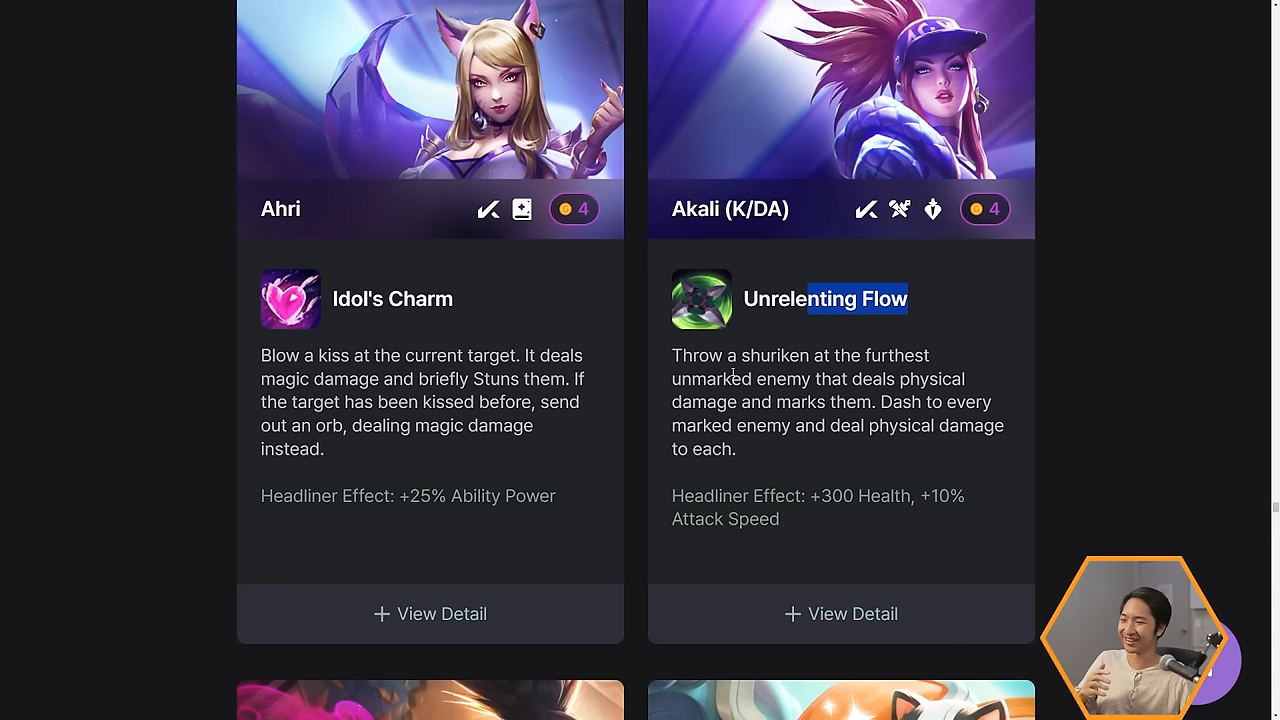 Ahri
4
Idol's Charm
Blow a kiss at the current target. It deals
magic damage and briefly Stuns them. If
the target has been kissed before, send
out an orb, dealing magic damage
instead.
Headliner Effect: +25% Ability Power
+ View Detail
Akali (K/DA)
4
Unrelenting Flow
Throw a shuriken at the furthest
unmarked enemy that deals physical
damage and marks them. Dash to every
marked enemy and deal physical damage
to each.
Headliner Effect: +300 Health, +10%
Attack Speed
+ View Detail